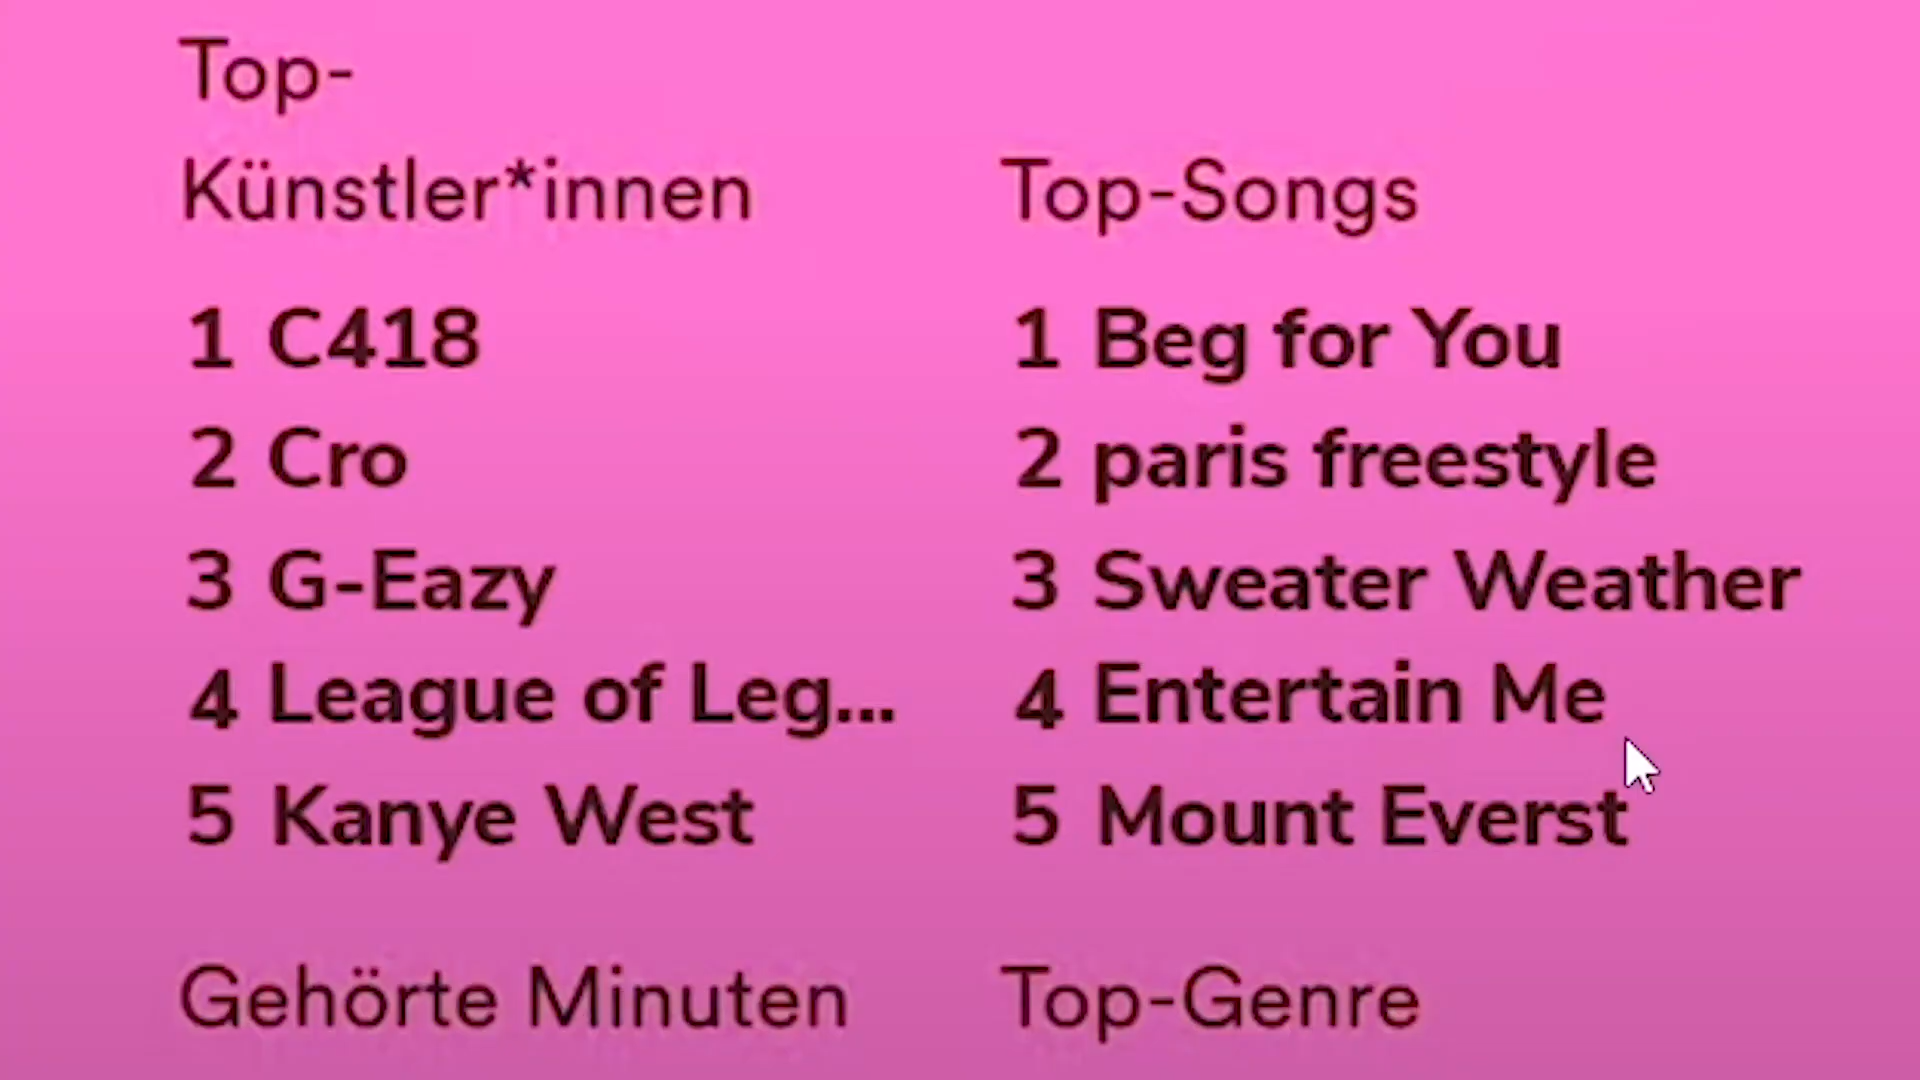 Top-
Künstler*innen
1 C418
2 Cro
3 G-Eazy
4 League of Leg...
5 Kanye West
Top-Songs
1 Beg for You
2 paris freestyle
3 Sweater Weather
4 Entertain Me
5 Mount Everst
Gehörte Minuten
Top-Genre